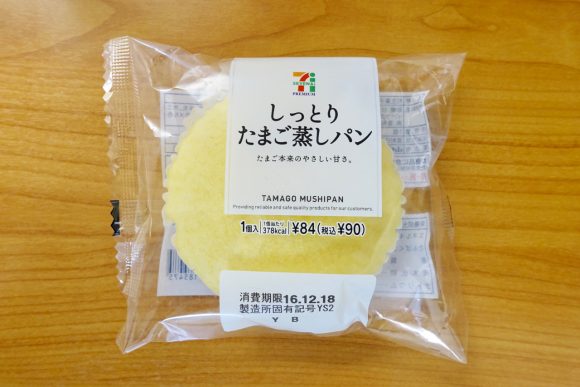 SEVEN&i
PREMIUM
しっとり
たまご蒸しパン
たまご本来のやさしい甘さ。
TAMAGO MUSHIPAN
Providing reliable and safe quality products for our customers.
1個入 1個当たり 378kcal ¥84(税込¥90)
消費期限16.12.18
製造所固有記号YS2
Y B